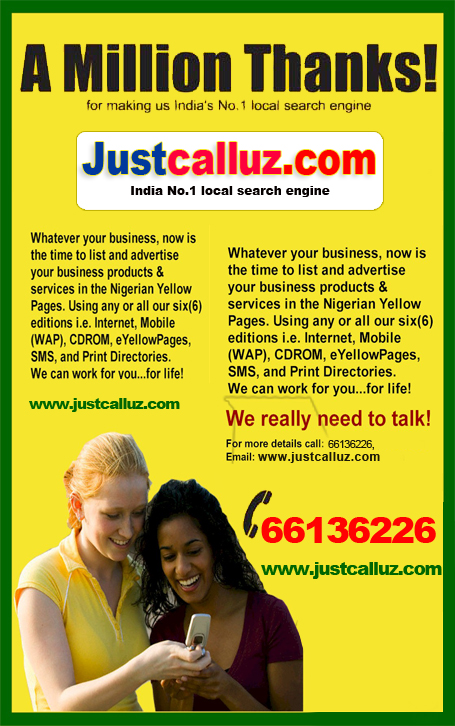 A Million Thanks!
for making us India's No.1 local search engine
Justcalluz.com
India No.1 local search engine
Whatever your business, now is
the time to list and advertise
your business products &
services in the Nigerian Yellow
Pages. Using any or all our six(6)
editions i.e. Internet, Mobile
(WAP), CDROM, eYellowPages,
SMS, and Print Directories.
We can work for you...for life!
www.justcalluz.com
Whatever your business, now is
the time to list and advertise
your business products &
services in the Nigerian Yellow
Pages. Using any or all our six(6)
editions i.e. Internet, Mobile
(WAP), CDROM, eYellowPages,
SMS, and Print Directories.
We can work for you...for life!
We really need to talk!
For more details call: 66136226,
Email: www.justcalluz.com
66136226
www.justcalluz.com